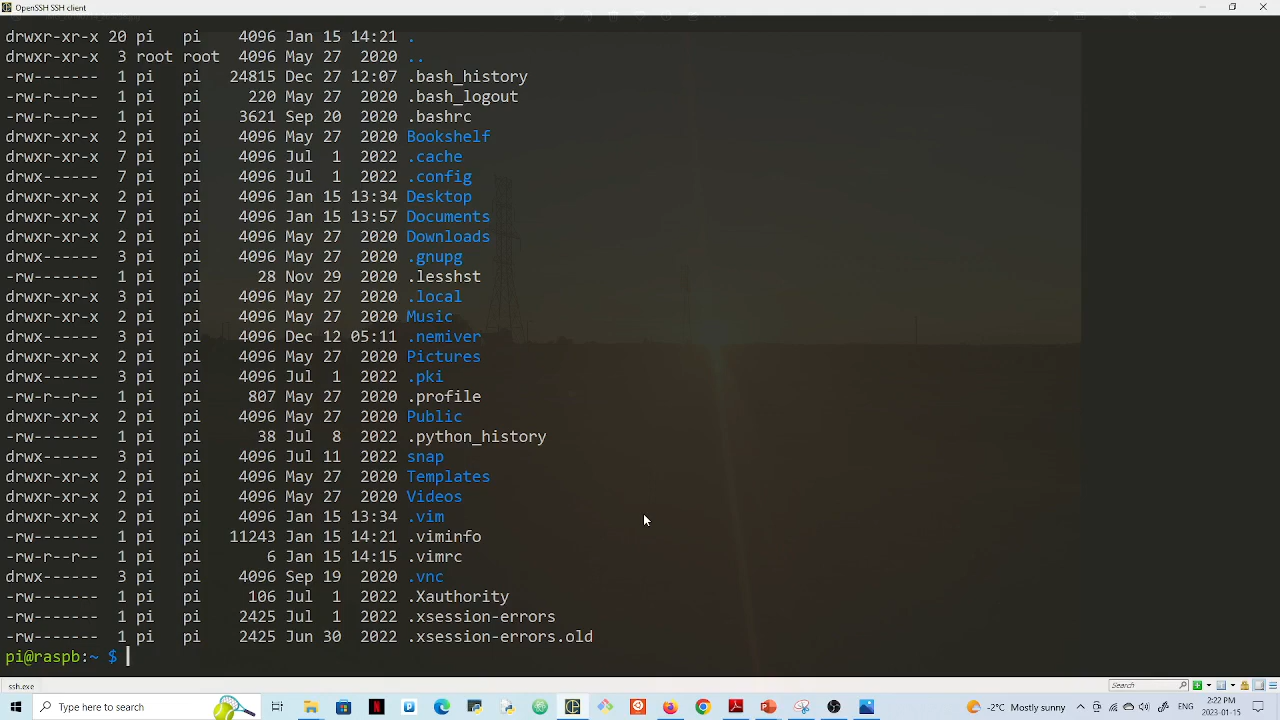 OpenSSH SSH client
drwxr-xr-x 20 pi pi 4096 Jan 15 14:21 .
drwxr-xr-x 3 root root 4096 May 27 2020 ..
-rw------- 1 pi pi 24815 Dec 27 12:07 .bash_history
-rw-r--r-- 1 pi pi 220 May 27 2020 .bash_logout
-rw-r--r-- 1 pi pi 3621 Sep 20 2020 .bashrc
drwxr-xr-x 2 pi pi 4096 May 27 2020 Bookshelf
drwxr-xr-x 7 pi pi 4096 Jul 1 2022 .cache
drwx------ 7 pi pi 4096 Jul 1 2022 .config
drwxr-xr-x 2 pi pi 4096 Jan 15 13:34 Desktop
drwxr-xr-x 7 pi pi 4096 Jan 15 13:57 Documents
drwxr-xr-x 2 pi pi 4096 May 27 2020 Downloads
drwx------ 3 pi pi 4096 May 27 2020 .gnupg
-rw------- 1 pi pi 28 Nov 29 2020 .lesshst
drwxr-xr-x 3 pi pi 4096 May 27 2020 .local
drwxr-xr-x 2 pi pi 4096 May 27 2020 Music
drwx------ 3 pi pi 4096 Dec 12 05:11 .nemiver
drwxr-xr-x 2 pi pi 4096 May 27 2020 Pictures
drwx------ 3 pi pi 4096 Jul 1 2022 .pki
-rw-r--r-- 1 pi pi 807 May 27 2020 .profile
drwxr-xr-x 2 pi pi 4096 May 27 2020 Public
-rw------- 1 pi pi 38 Jul 8 2022 .python_history
drwx------ 3 pi pi 4096 Jul 11 2022 snap
drwxr-xr-x 2 pi pi 4096 May 27 2020 Templates
drwxr-xr-x 2 pi pi 4096 May 27 2020 Videos
drwxr-xr-x 2 pi pi 4096 Jan 15 13:34 .vim
-rw------- 1 pi pi 11243 Jan 15 14:21 .viminfo
-rw-r--r-- 1 pi pi 6 Jan 15 14:15 .vimrc
drwx------ 3 pi pi 4096 Sep 19 2020 .vnc
-rw------- 1 pi pi 106 Jul 1 2022 .Xauthority
-rw------- 1 pi pi 2425 Jul 1 2022 .xsession-errors
-rw------- 1 pi pi 2425 Jun 30 2022 .xsession-errors.old
pi@raspb:~ $
ssh.exe Search
Type here to search -2°C Mostly sunny ENG 2:22 PM
2023-01-15